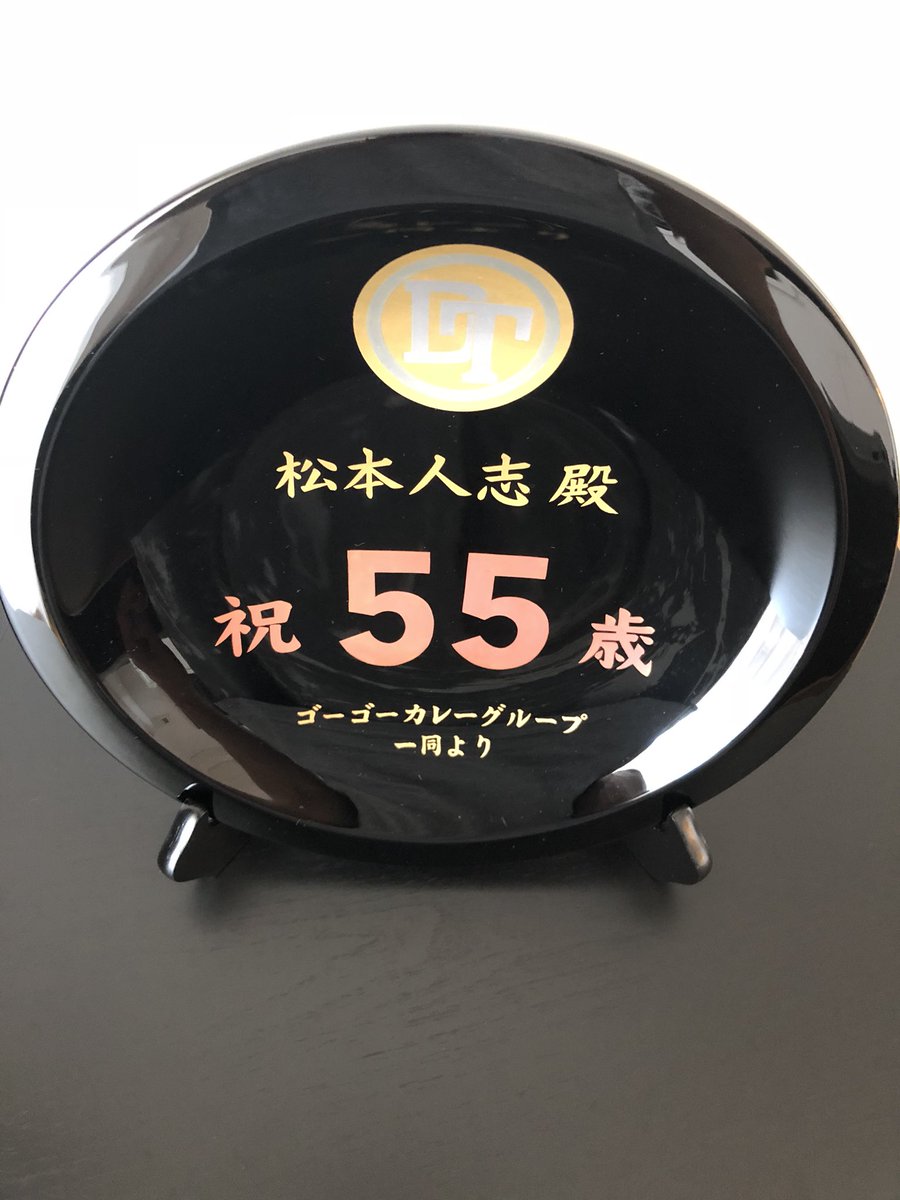 DT
松本人志 殿
祝 55 歳
ゴーゴーカレーグループ
一同より